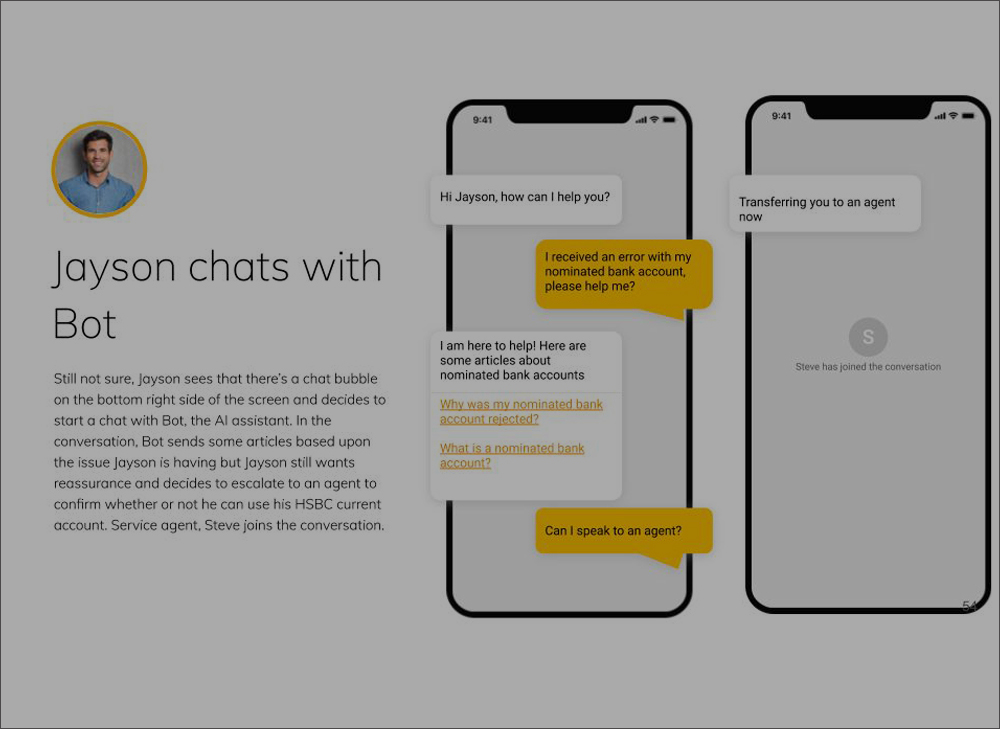 Jayson chats with
Bot
Still not sure, Jayson sees that there's a chat bubble
on the bottom right side of the screen and decides to
start a chat with Bot, the AI assistant. In the
conversation, Bot sends some articles based upon
the issue Jayson is having but Jayson still wants
reassurance and decides to escalate to an agent to
confirm whether or not he can use his HSBC current
account. Service agent, Steve joins the conversation.
9:41
Hi Jayson, how can I help you?
I received an error with my
nominated bank account,
please help me?
I am here to help! Here are
some articles about
nominated bank accounts
Why was my nominated bank
account rejected?
What is a nominated bank
account?
Can I speak to an agent?
9:41
Transferring you to an agent
now
S
Steve has joined the conversation
54